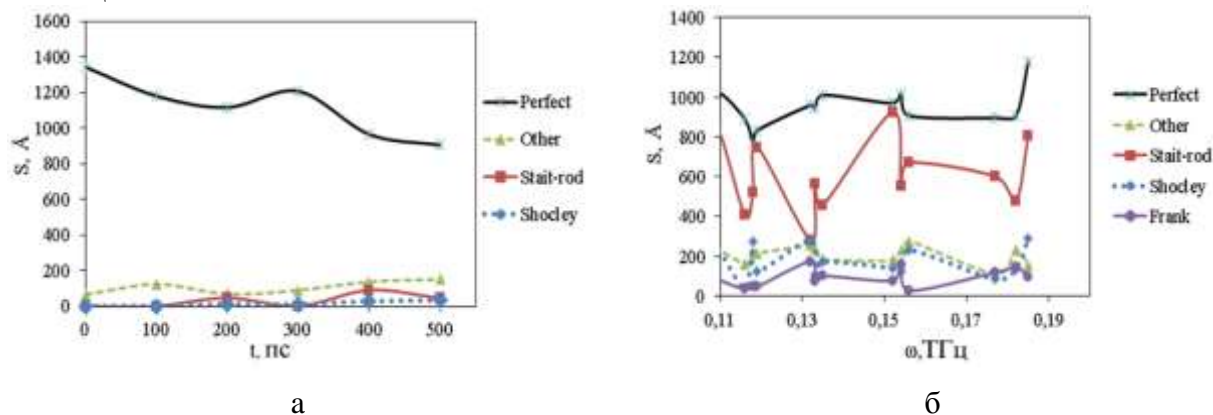 1600
1400
1200
1000
800
600
400
200
0
S, Å
0 100 200 300 400 500
t, пс
Perfect
Other
Stait-rod
Shocley
а
1400
1200
1000
800
600
400
200
0
S, Å
0,11 0,13 0,15 0,17 0,19
ω,ТГц
Perfect
Other
Stait-rod
Shocley
Frank
б